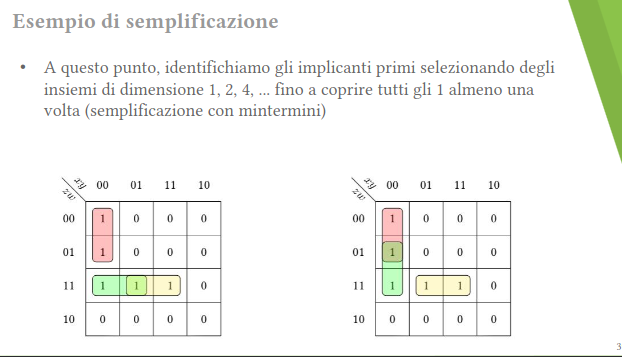 Esempio di semplificazione
• A questo punto, identifichiamo gli implicanti primi selezionando degli
insiemi di dimensione 1, 2, 4, ... fino a coprire tutti gli 1 almeno una
volta (semplificazione con mintermini)
xy 00 01 11 10
zw
00 1 0 0 0
01 1 0 0 0
11 1 1 1 0
10 0 0 0 0
xy 00 01 11 10
zw
00 1 0 0 0
01 1 0 0 0
11 1 1 1 0
10 0 0 0 0
3